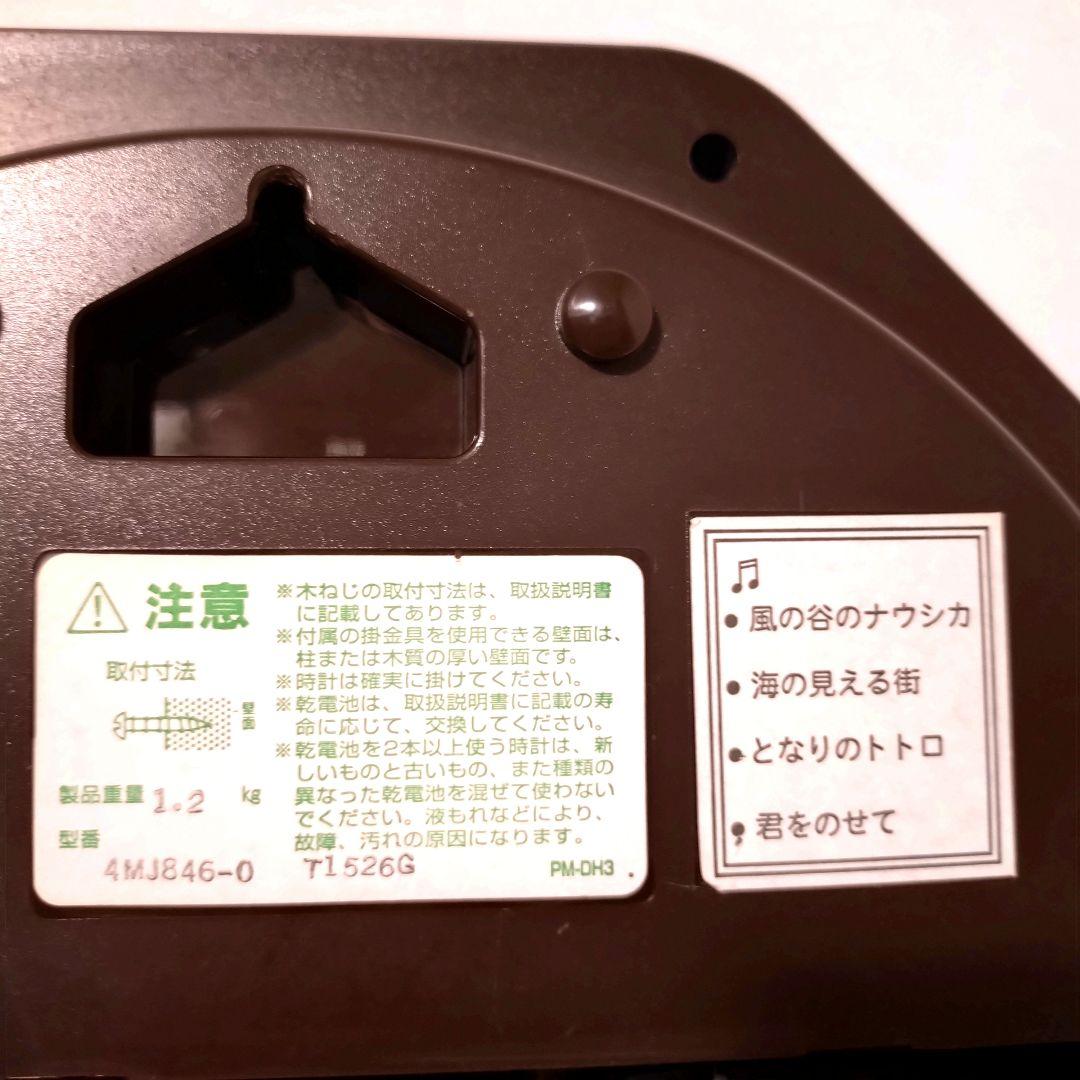 注意
取付寸法
壁面
製品重量 1.2 kg
型番
4MJ846-0 T1526G PM-DH3
※木ねじの取付寸法は、取扱説明書
に記載してあります。
※付属の掛金具を使用できる壁面は、
柱または木質の厚い壁面です。
※時計は確実に掛けてください。
※乾電池は、取扱説明書に記載の寿
命に応じて、交換してください。
※乾電池を2本以上使う時計は、新
しいものと古いもの、また種類の
異なった乾電池を混ぜて使わない
でください。液もれなどにより、
故障、汚れの原因になります。
♫
• 風の谷のナウシカ
• 海の見える街
• となりのトトロ
• 君をのせて